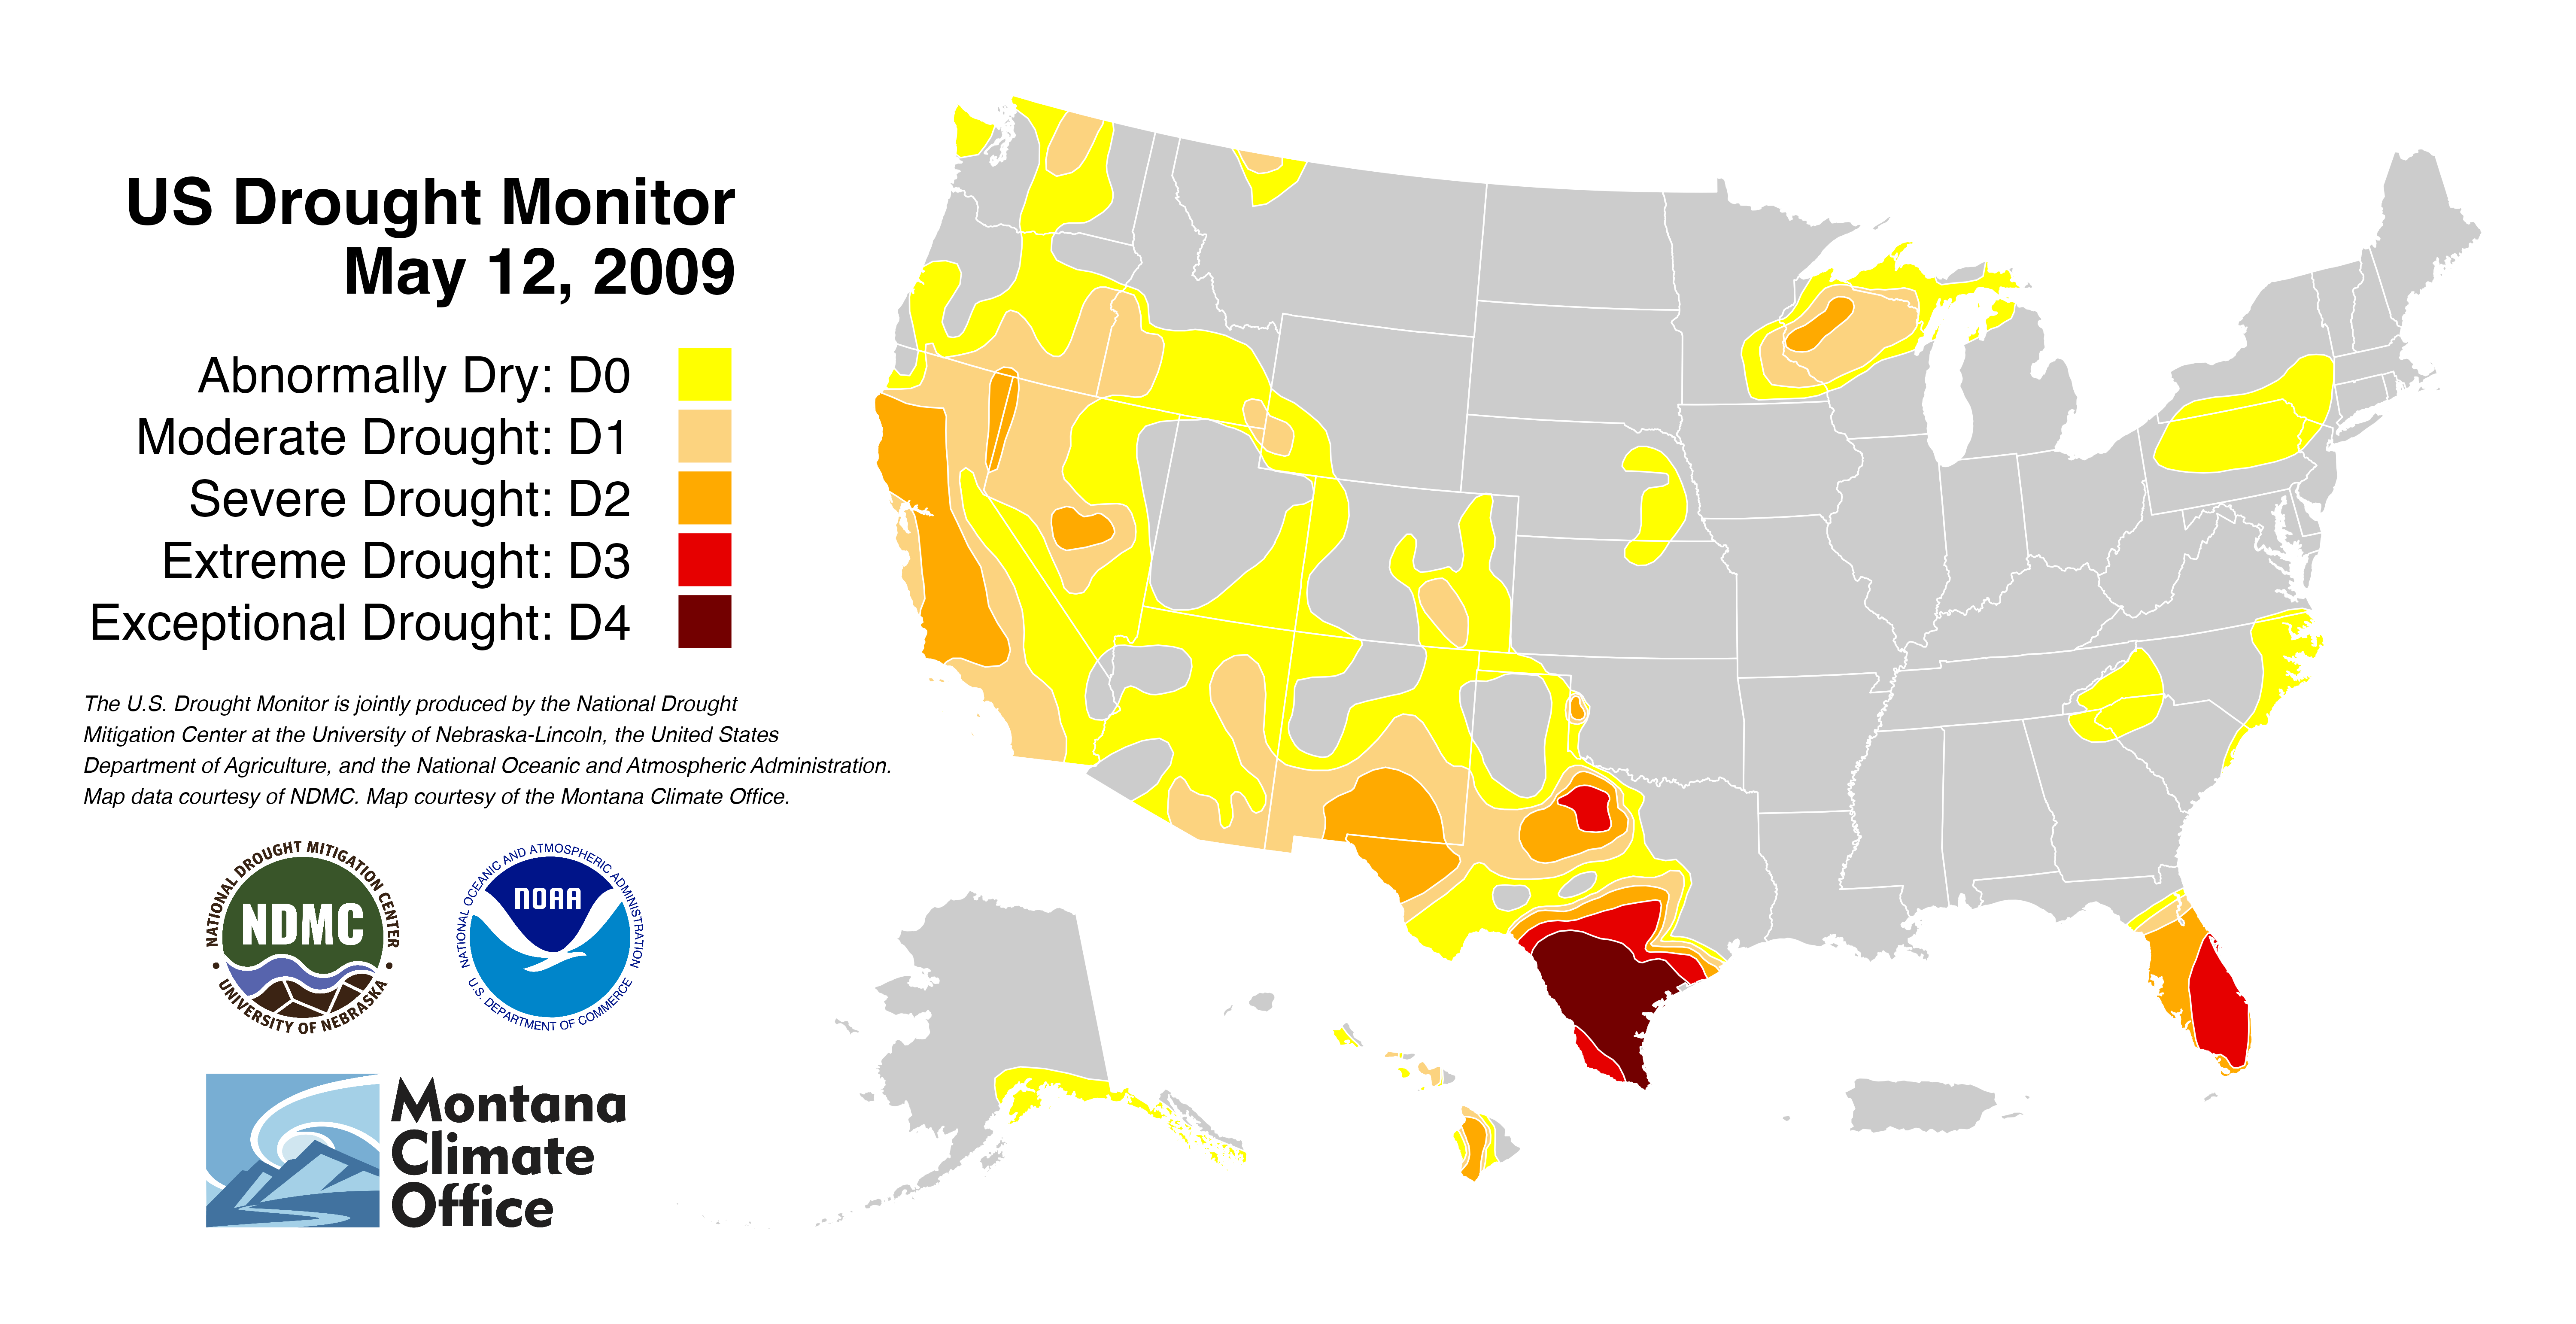 US Drought Monitor
May 12, 2009
Abnormally Dry: D0
Moderate Drought: D1
Severe Drought: D2
Extreme Drought: D3
Exceptional Drought: D4
The U.S. Drought Monitor is jointly produced by the National Drought
Mitigation Center at the University of Nebraska-Lincoln, the United States
Department of Agriculture, and the National Oceanic and Atmospheric Administration.
Map data courtesy of NDMC. Map courtesy of the Montana Climate Office.
NATIONAL DROUGHT MITIGATION CENTER
NDMC
• UNIVERSITY OF NEBRASKA •
NATIONAL OCEANIC AND ATMOSPHERIC ADMINISTRATION
NOAA
U.S. DEPARTMENT OF COMMERCE
Montana
Climate
Office